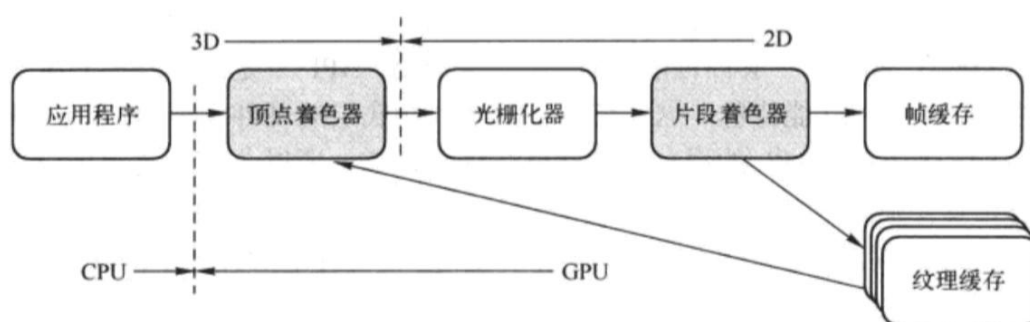 3D
2D
应用程序
顶点着色器
光栅化器
片段着色器
帧缓存
CPU
GPU
纹理缓存